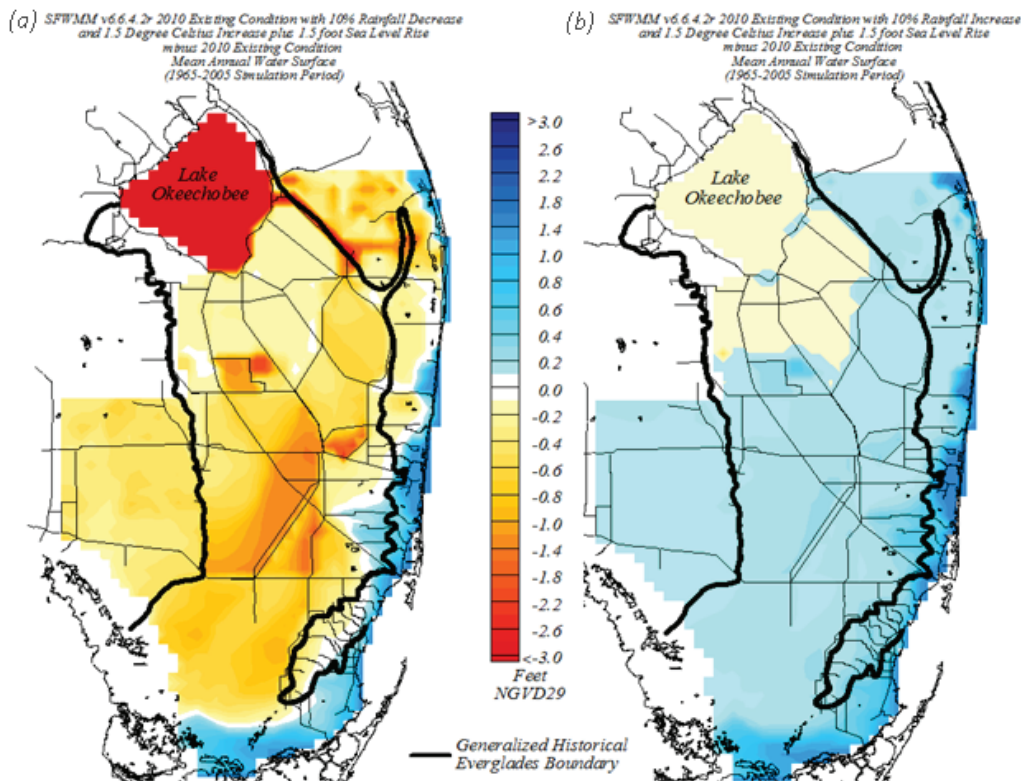 (a) SFWMM v6.6.4.2r 2010 Existing Condition with 10% Rainfall Decrease
and 1.5 Degree Celsius Increase plus 1.5 foot Sea Level Rise
minus 2010 Existing Condition
Mean Annual Water Surface
(1965-2005 Simulation Period)
(b) SFWMM v6.6.4.2r 2010 Existing Condition with 10% Rainfall Increase
and 1.5 Degree Celsius Increase plus 1.5 foot Sea Level Rise
minus 2010 Existing Condition
Mean Annual Water Surface
(1965-2005 Simulation Period)
Lake
Okeechobee
>3.0
2.6
2.2
1.8
1.4
1.0
0.8
0.6
0.4
0.2
0.0
-0.2
-0.4
-0.6
-0.8
-1.0
-1.4
-1.8
-2.2
-2.6
<-3.0
Feet
NGVD29
Lake
Okeechobee
Generalized Historical
Everglades Boundary